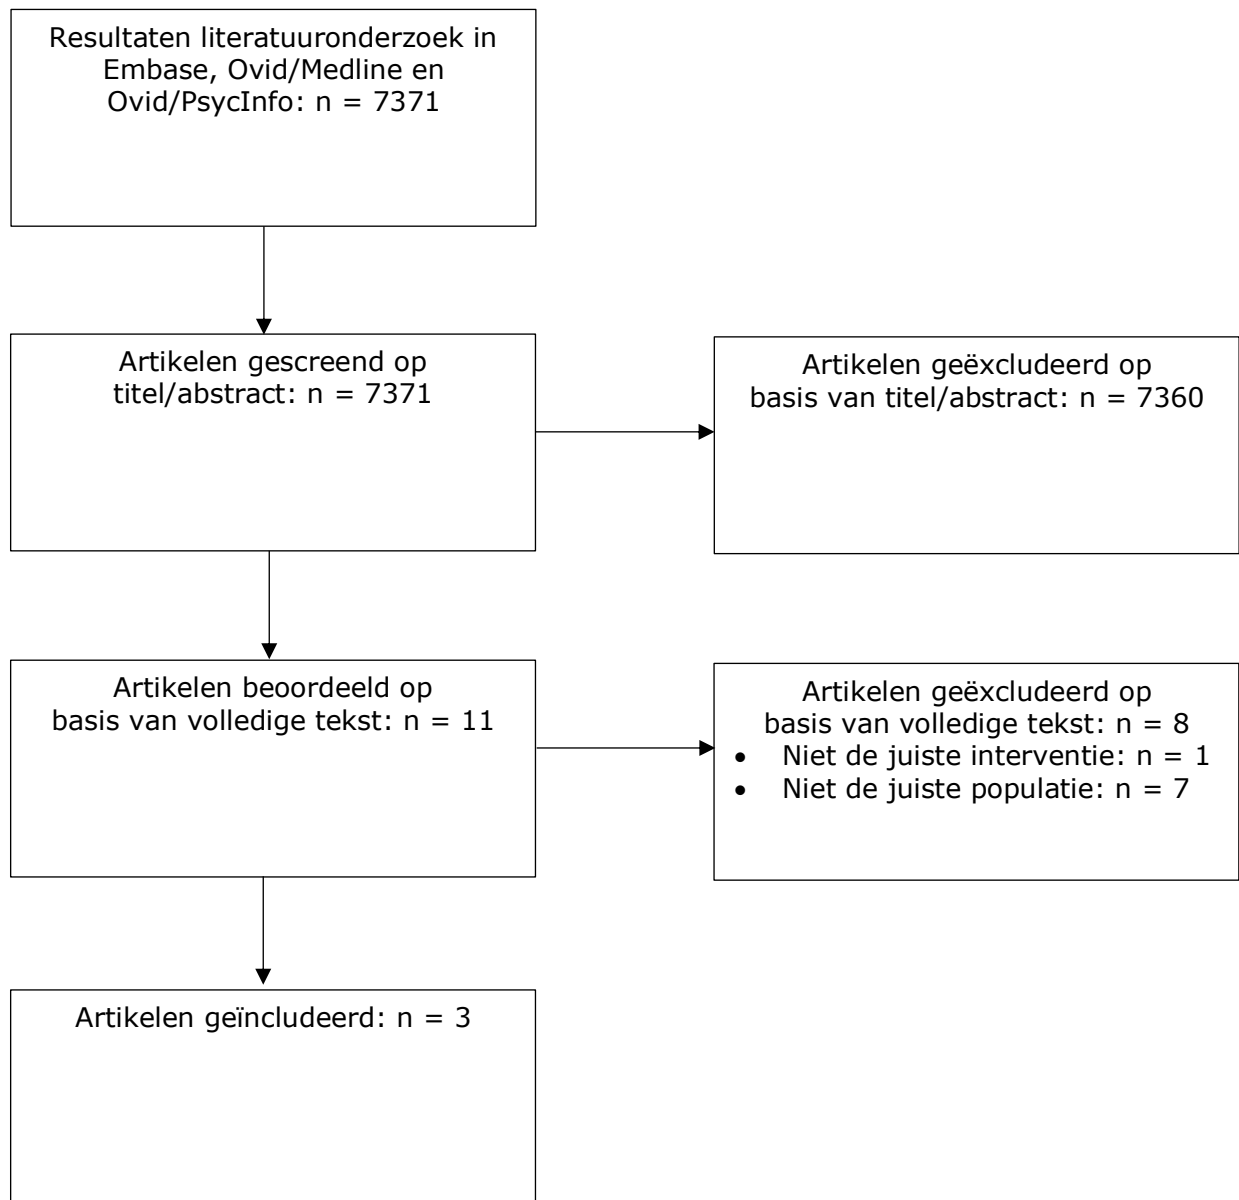 Resultaten literatuuronderzoek in
Embase, Ovid/Medline en
Ovid/PsycInfo: n = 7371
Artikelen gescreend op
titel/abstract: n = 7371
Artikelen geëxcludeerd op
basis van titel/abstract: n = 7360
Artikelen beoordeeld op
basis van volledige tekst: n = 11
Artikelen geëxcludeerd op
basis van volledige tekst: n = 8
• Niet de juiste interventie: n = 1
• Niet de juiste populatie: n = 7
Artikelen geïncludeerd: n = 3